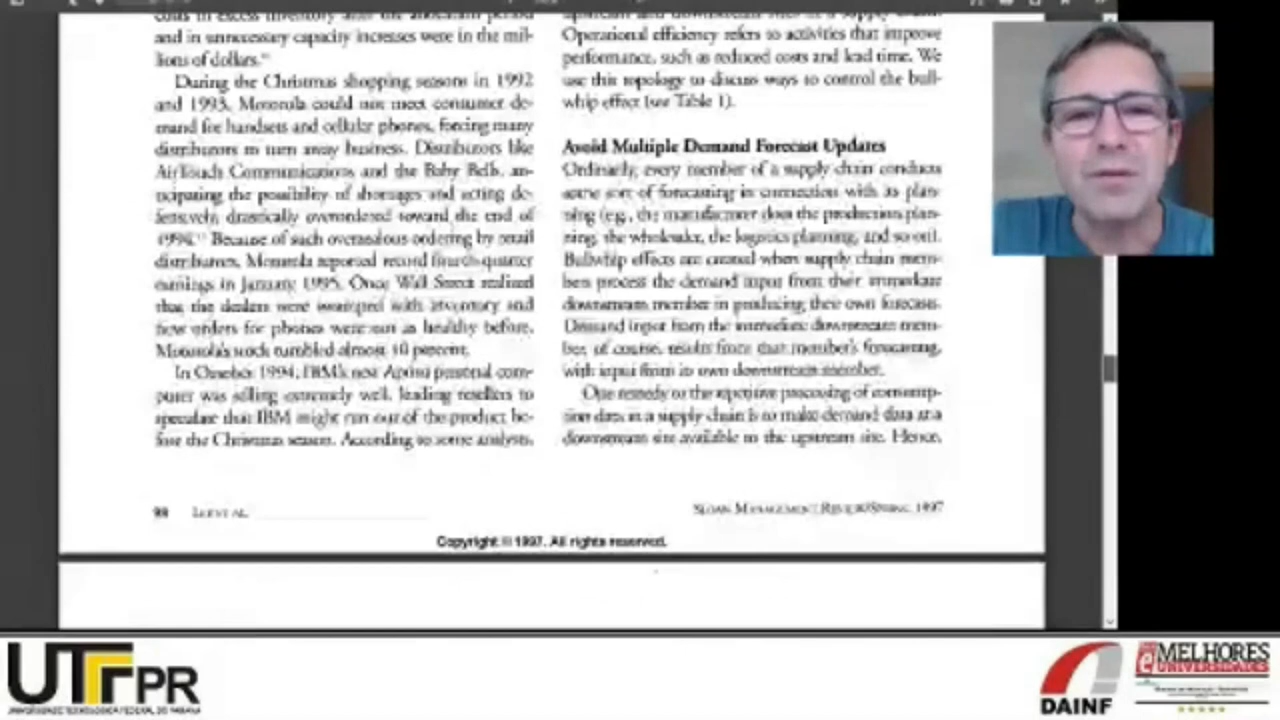 costs in excess inventory after the allocation period
and in unnecessary capacity increases were in the mil-
lions of dollars.
During the Christmas shopping seasons in 1992
and 1993, Motorola could not meet consumer de-
mand for handsets and cellular phones, forcing many
distributors to turn away business. Distributors like
AirTouch Communications and the Baby Bells, an-
ticipating the possibility of shortages and acting de-
fensively, drastically overordered toward the end of
1994. Because of such overzealous ordering by retail
distributors, Motorola reported record fourth-quarter
earnings in January 1995. Once Wall Street realized
that the dealers were swamped with inventory and
new orders for phones were not as healthy before,
Motorola's stock tumbled almost 10 percent.
In October 1994, IBM's new Aptiva personal com-
puter was selling extremely well, leading resellers to
speculate that IBM might run out of the product be-
fore the Christmas season. According to some analysts,
Operational efficiency refers to activities that improve
performance, such as reduced costs and lead time. We
use this topology to discuss ways to control the bull-
whip effect (see Table 1).
Avoid Multiple Demand Forecast Updates
Ordinarily, every member of a supply chain conducts
some sort of forecasting in connection with its plan-
ning (e.g., the manufacturer does the production plan-
ning, the wholesaler, the logistics planning, and so on).
Bullwhip effects are created when supply chain mem-
bers process the demand input from their immediate
downstream member in producing their own forecasts.
Demand input from the immediate downstream mem-
ber, of course, results from that member's forecasting,
with input from its own downstream member.
One remedy to the repetitive processing of consump-
tion data in a supply chain is to make demand data at a
downstream site available to the upstream site. Hence,
98 LEE ET AL.
SLOAN MANAGEMENT REVIEW/SPRING 1997
Copyright © 1997. All rights reserved.
UTFPR
UNIVERSIDADE TECNOLÓGICA FEDERAL DO PARANÁ
DAINF
MELHORES
UNIVERSIDADES